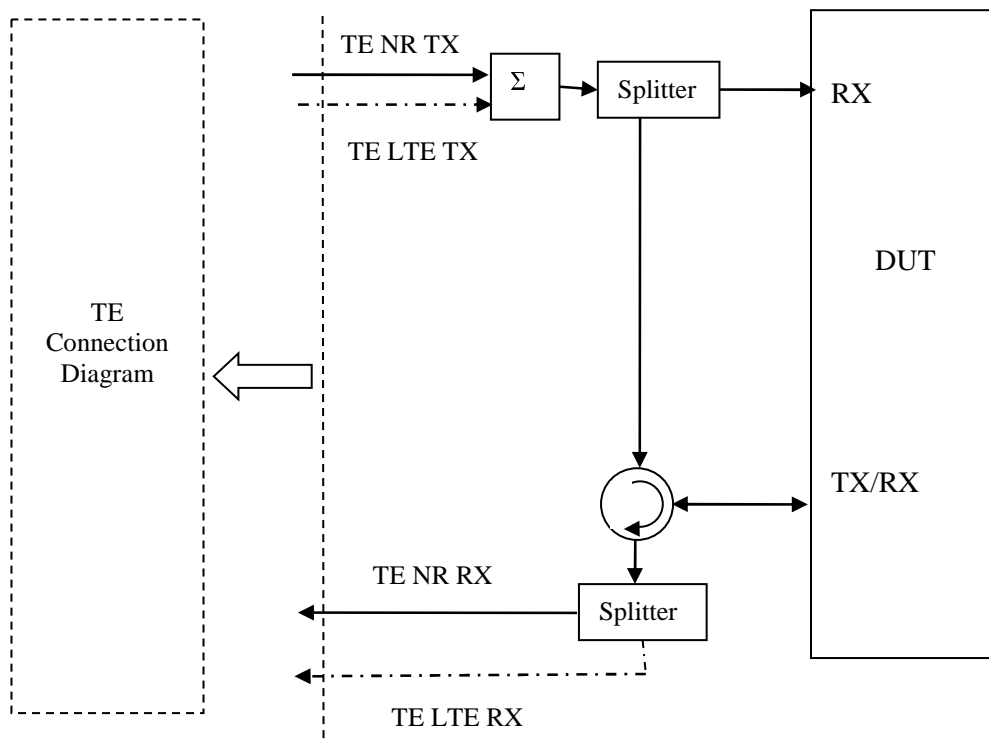 TE NR TX
Σ
Splitter
RX
TE LTE TX
DUT
TE
Connection
Diagram
TX/RX
TE NR RX
Splitter
TE LTE RX